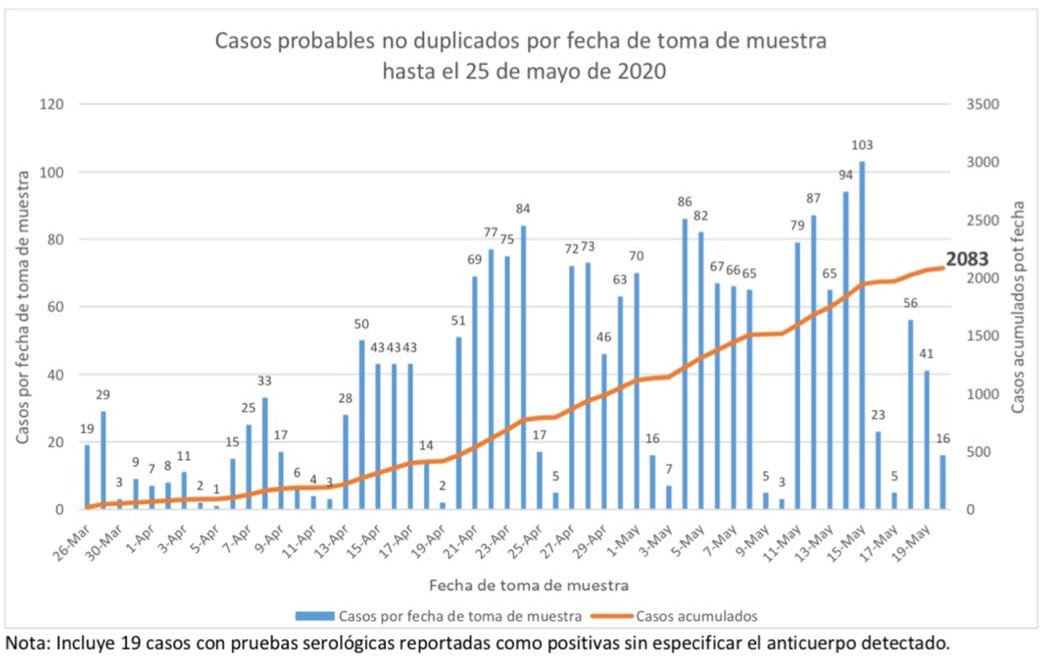 Casos probables no duplicados por fecha de toma de muestra
hasta el 25 de mayo de 2020
120
100
80
60
40
20
0
Casos por fecha de toma de muestra
3500
3000
2500
2000
1500
1000
500
0
Casos acumulados pot fecha
19
29
3
9
7
8
11
2
1
15
25
33
17
6
4
3
28
50
43
43
43
14
2
51
69
77
75
84
17
5
72
73
46
63
70
16
7
86
82
67
66
65
5
3
79
87
65
94
103
23
5
56
41
16
2083
26-Mar
30-Mar
1-Apr
3-Apr
5-Apr
7-Apr
9-Apr
11-Apr
13-Apr
15-Apr
17-Apr
19-Apr
21-Apr
23-Apr
25-Apr
27-Apr
29-Apr
1-May
3-May
5-May
7-May
9-May
11-May
13-May
15-May
17-May
19-May
Fecha de toma de muestra
Casos por fecha de toma de muestra
Casos acumulados
Nota: Incluye 19 casos con pruebas serológicas reportadas como positivas sin especificar el anticuerpo detectado.